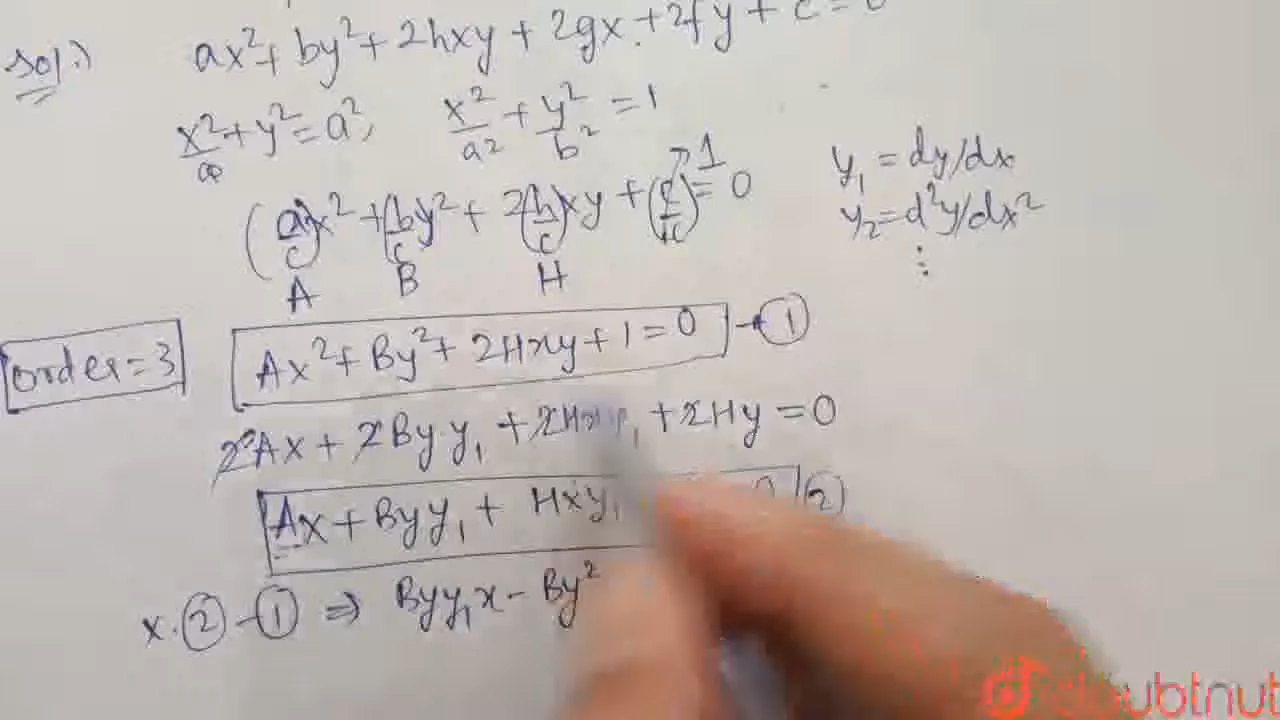 Sol:) ax² + by² + 2hxy + 2gx + 2fy + c = 0
x² + y² = a², x²/a² + y²/b² = 1
(a/c)x² + (b/c)y² + 2(h/c)xy + (c/c) = 0
1
A B H
y₁ = dy/dx
y₂ = d²y/dx²
⋮
order = 3
Ax² + By² + 2Hxy + 1 = 0 → ①
2Ax + 2Byy₁ + 2Hxy₁ + 2Hy = 0
Ax + Byy₁ + Hxy₁ 0 ②
x·② - ① ⇒ Byy₁x - By²
doubtnut